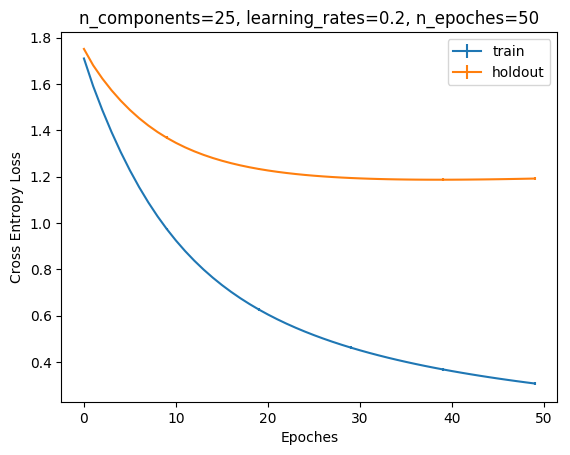 n_components=25, learning_rates=0.2, n_epoches=50
train
holdout
Cross Entropy Loss
1.8
1.6
1.4
1.2
1.0
0.8
0.6
0.4
0
10
20
30
40
50
Epoches